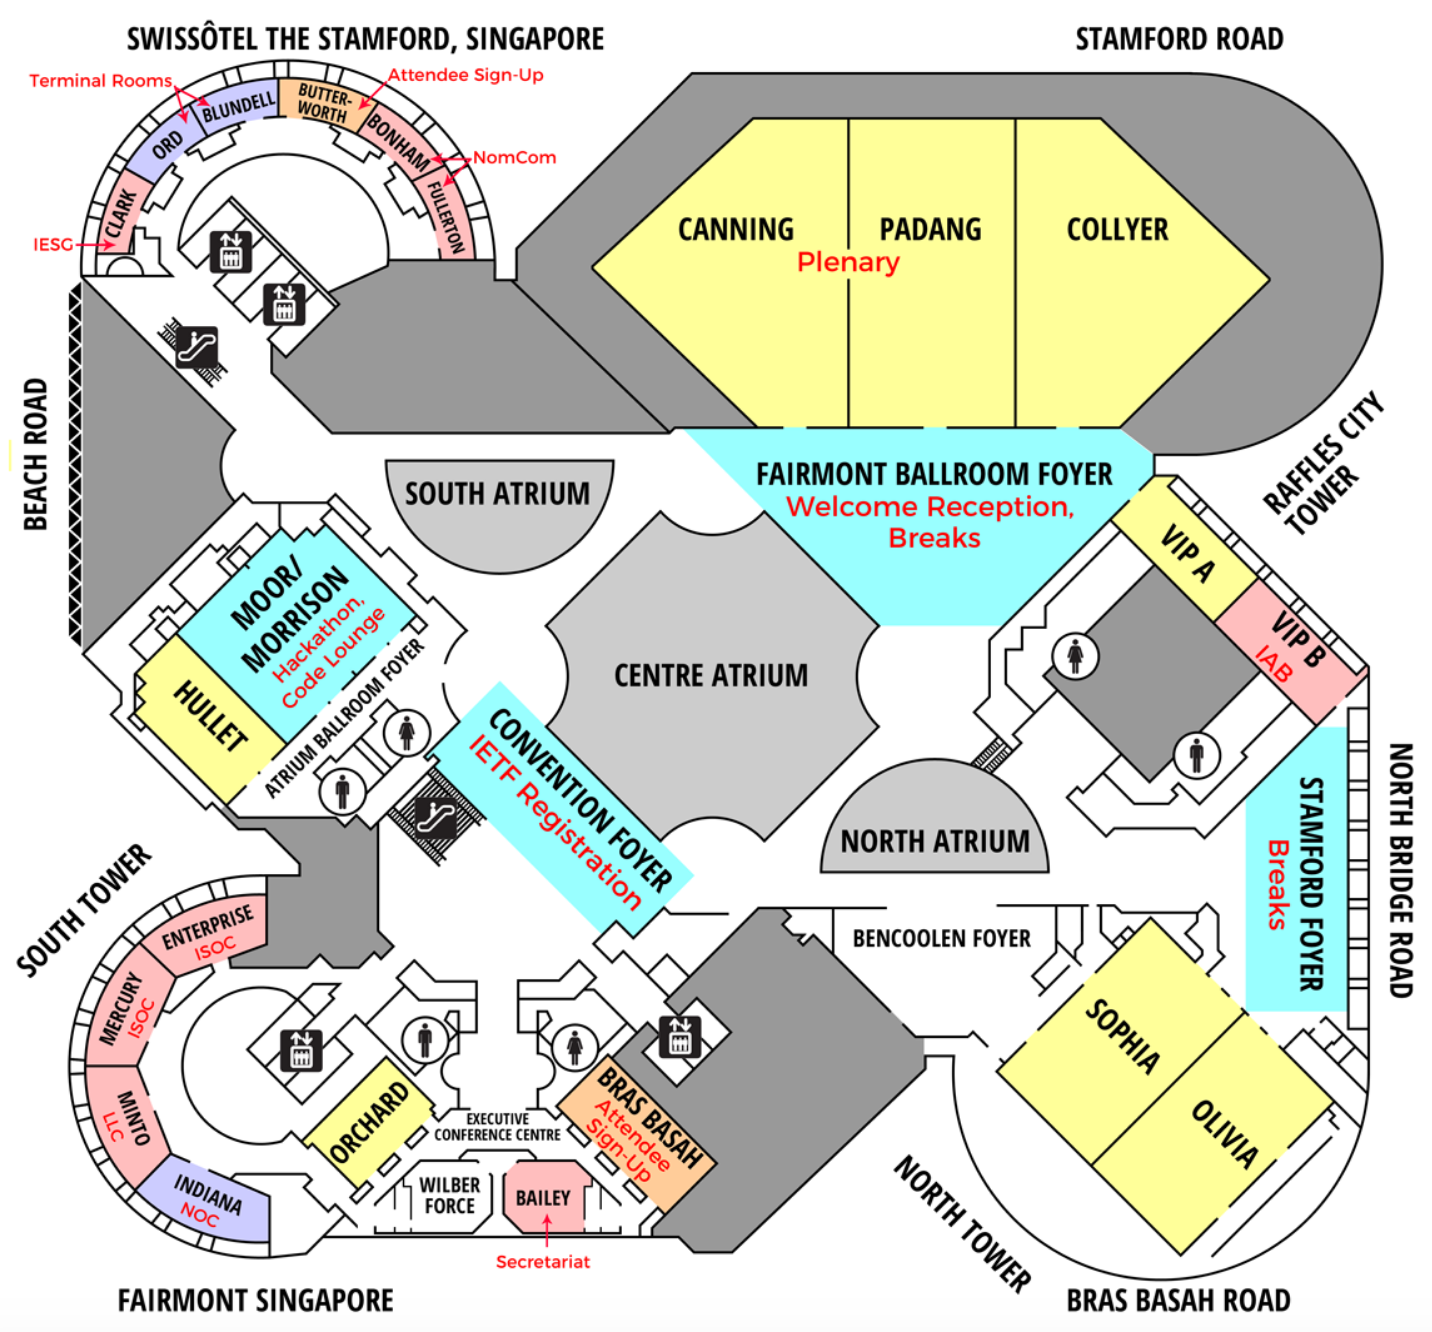 SWISSÔTEL THE STAMFORD, SINGAPORE
STAMFORD ROAD
Terminal Rooms
Attendee Sign-Up
BLUNDELL
BUTTER-
WORTH
ORD
BONHAM
NomCom
CLARK
FULLERTON
IESG
CANNING
PADANG
COLLYER
Plenary
BEACH ROAD
RAFFLES CITY
TOWER
SOUTH ATRIUM
FAIRMONT BALLROOM FOYER
Welcome Reception,
Breaks
VIP A
VIP B
IAB
MOOR/
MORRISON
Hackathon,
Code Lounge
HULLET
ATRIUM BALLROOM FOYER
CENTRE ATRIUM
CONVENTION FOYER
IETF Registration
NORTH ATRIUM
STAMFORD FOYER
Breaks
NORTH BRIDGE ROAD
SOUTH TOWER
ENTERPRISE
ISOC
MERCURY
ISOC
MINTO
LLC
INDIANA
NOC
BENCOOLEN FOYER
SOPHIA
OLIVIA
ORCHARD
EXECUTIVE
CONFERENCE CENTRE
BRAS BASAH
Attendee
Sign-Up
WILBER
FORCE
BAILEY
Secretariat
NORTH TOWER
FAIRMONT SINGAPORE
BRAS BASAH ROAD